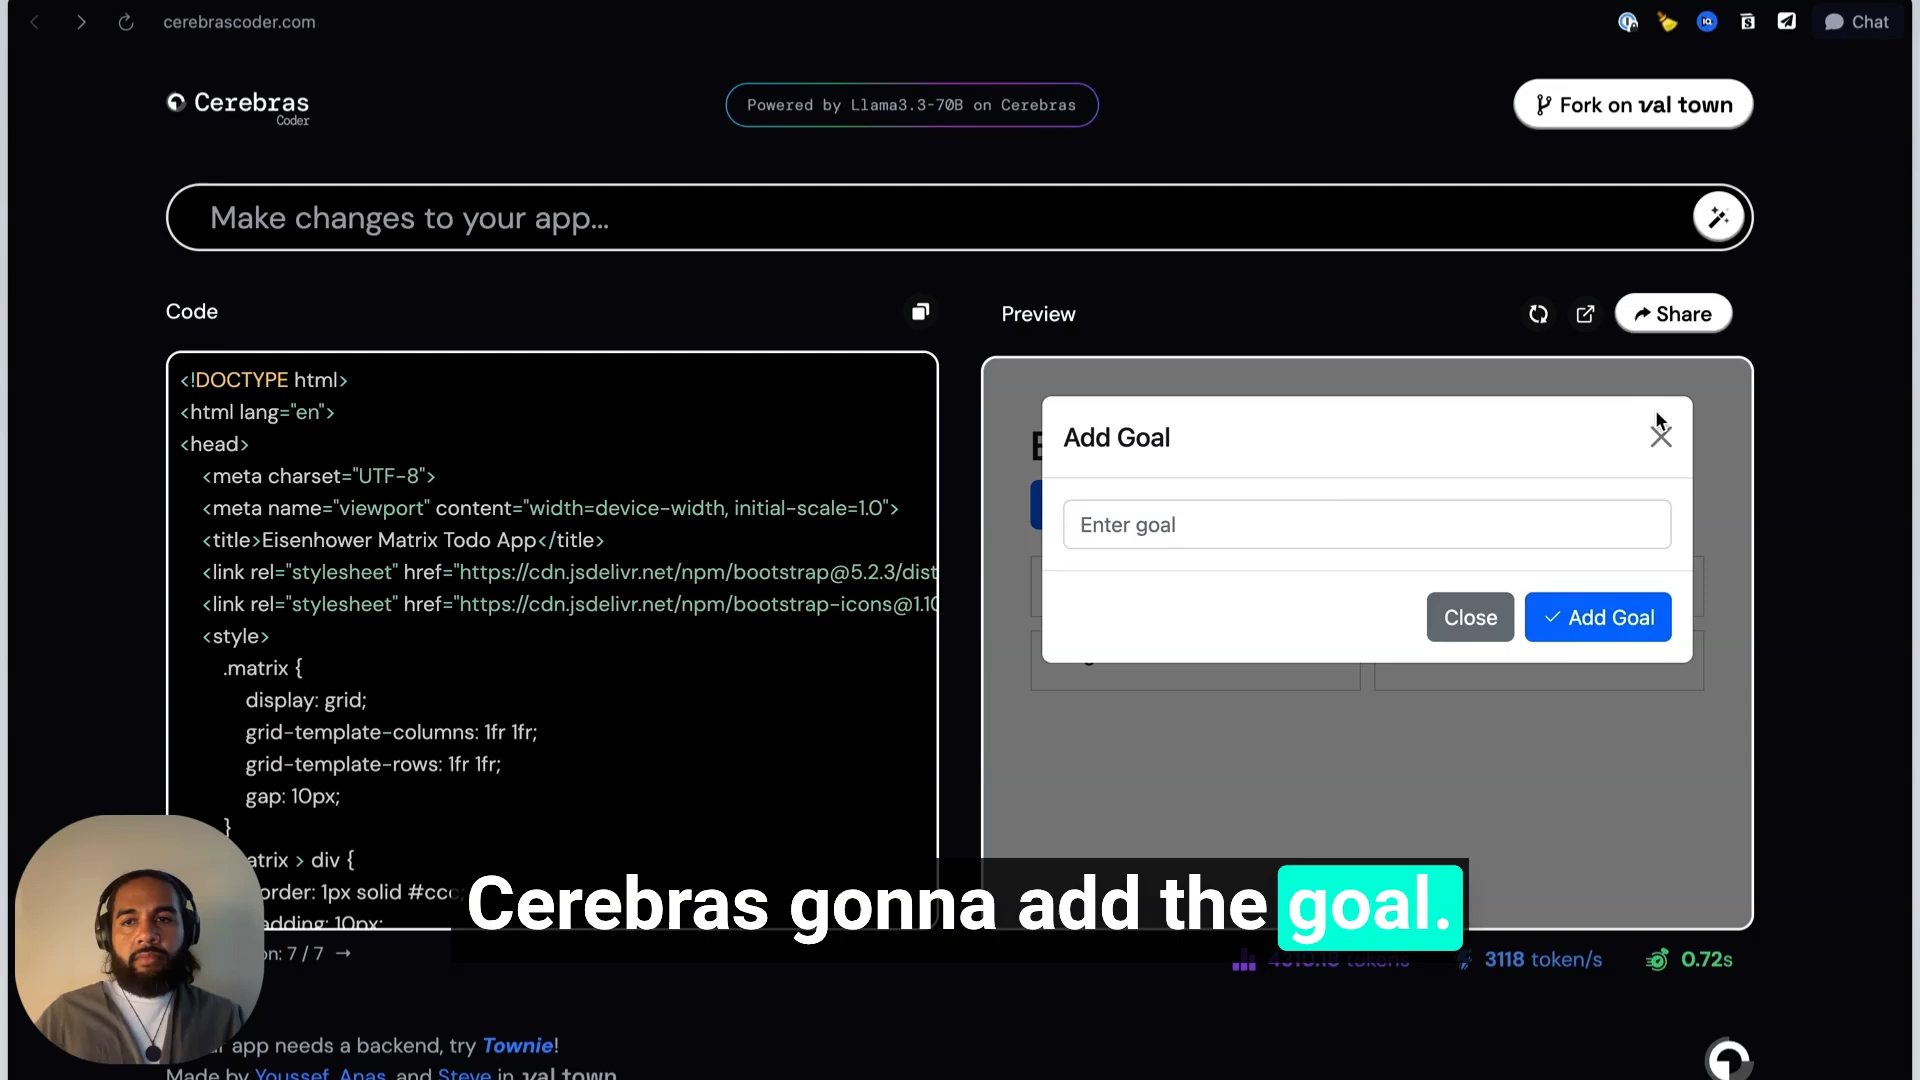 cerebrascoder.com
Chat
Cerebras
Coder
Powered by Llama3.3-70B on Cerebras
Fork on val town
Make changes to your app...
Code
Preview
Share
<!DOCTYPE html>
<html lang="en">
<head>
<meta charset="UTF-8">
<meta name="viewport" content="width=device-width, initial-scale=1.0">
<title>Eisenhower Matrix Todo App</title>
<link rel="stylesheet" href="https://cdn.jsdelivr.net/npm/bootstrap@5.2.3/dist
<link rel="stylesheet" href="https://cdn.jsdelivr.net/npm/bootstrap-icons@1.10
<style>
.matrix {
display: grid;
grid-template-columns: 1fr 1fr;
grid-template-rows: 1fr 1fr;
gap: 10px;
}
atrix > div {
order: 1px solid #ccc
adding: 10px;
Add Goal
Enter goal
Close
Add Goal
Cerebras gonna add the goal.
on: 7 / 7 →
tokens
3118 token/s
0.72s
app needs a backend, try Townie!
Made by Youssef, Anas, and Steve in val town